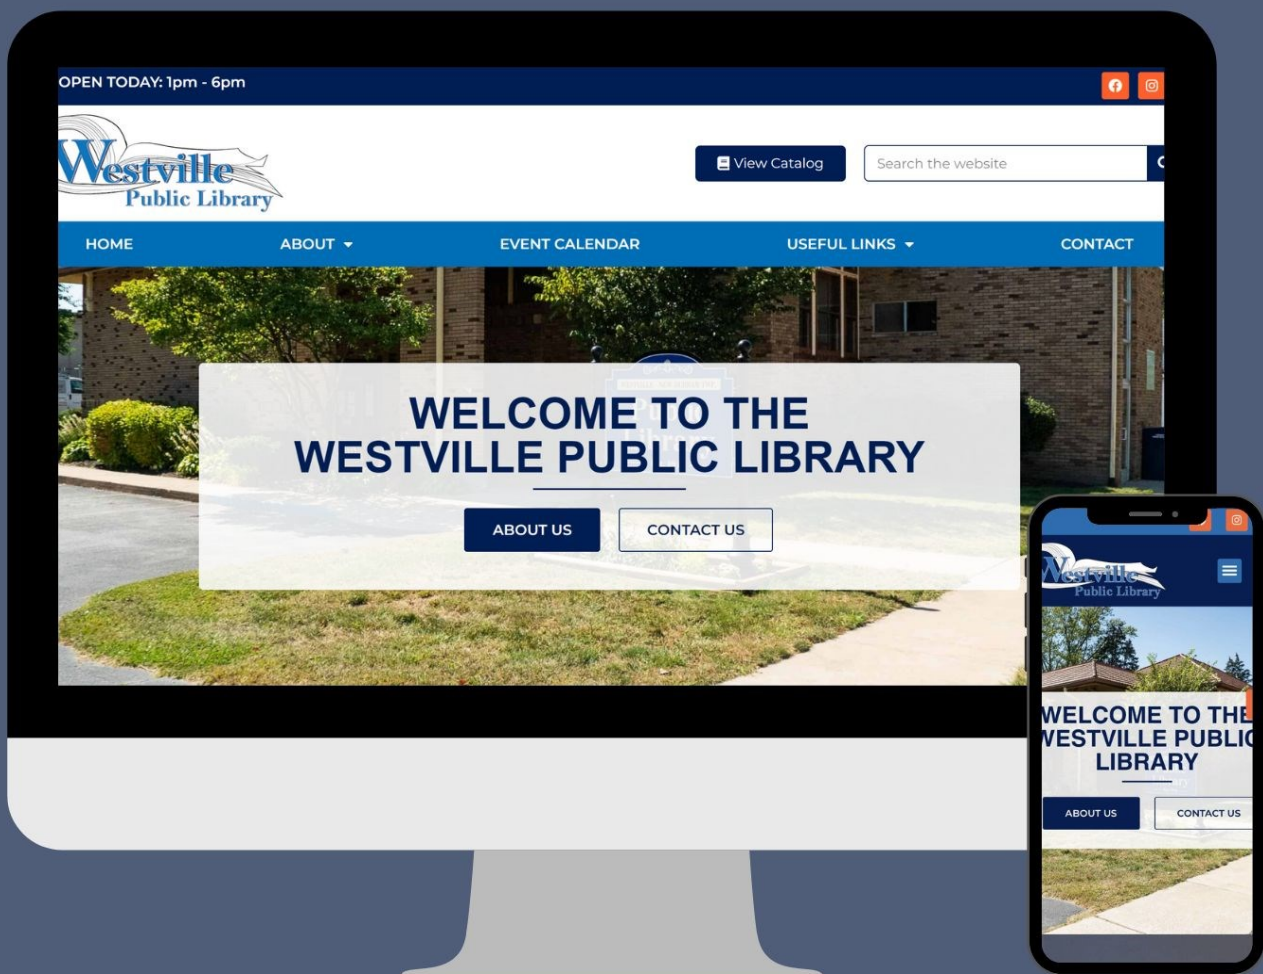 OPEN TODAY: 1pm - 6pm
Westville
Public Library
View Catalog
Search the website
HOME
ABOUT
EVENT CALENDAR
USEFUL LINKS
CONTACT
Public
Library
WELCOME TO THE
WESTVILLE PUBLIC LIBRARY
ABOUT US
CONTACT US
Westville
Public Library
WELCOME TO THE
WESTVILLE PUBLIC
LIBRARY
ABOUT US
CONTACT US